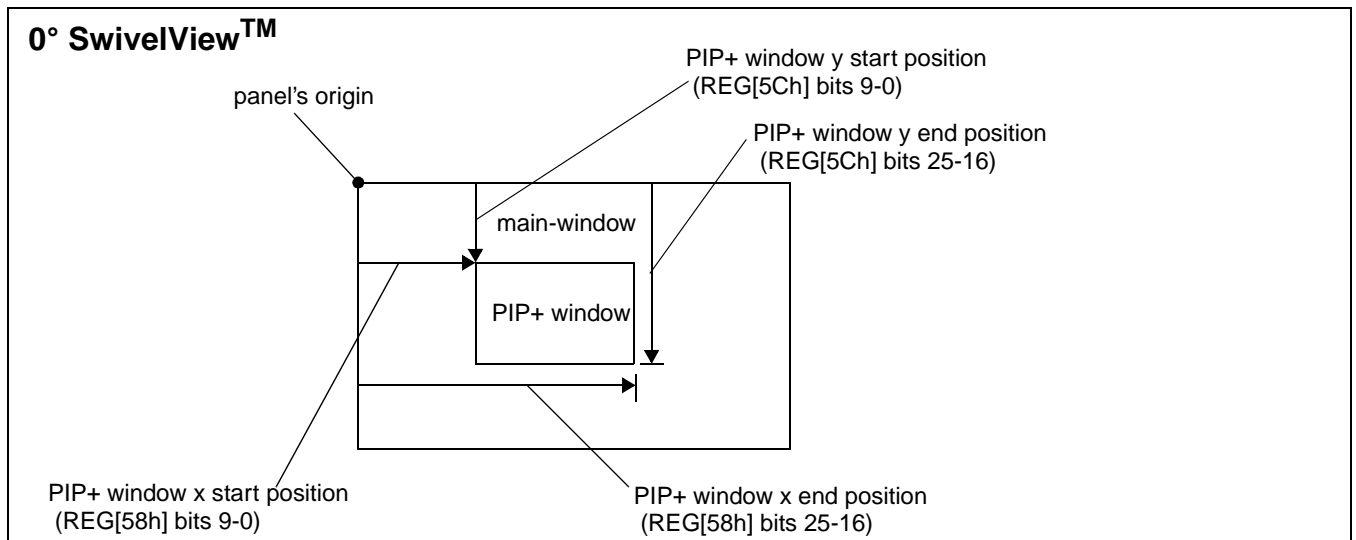 0° SwivelViewTM
PIP+ window y start position
(REG[5Ch] bits 9-0)
panel's origin
PIP+ window y end position
(REG[5Ch] bits 25-16)
main-window
PIP+ window
PIP+ window x start position
(REG[58h] bits 9-0)
PIP+ window x end position
(REG[58h] bits 25-16)